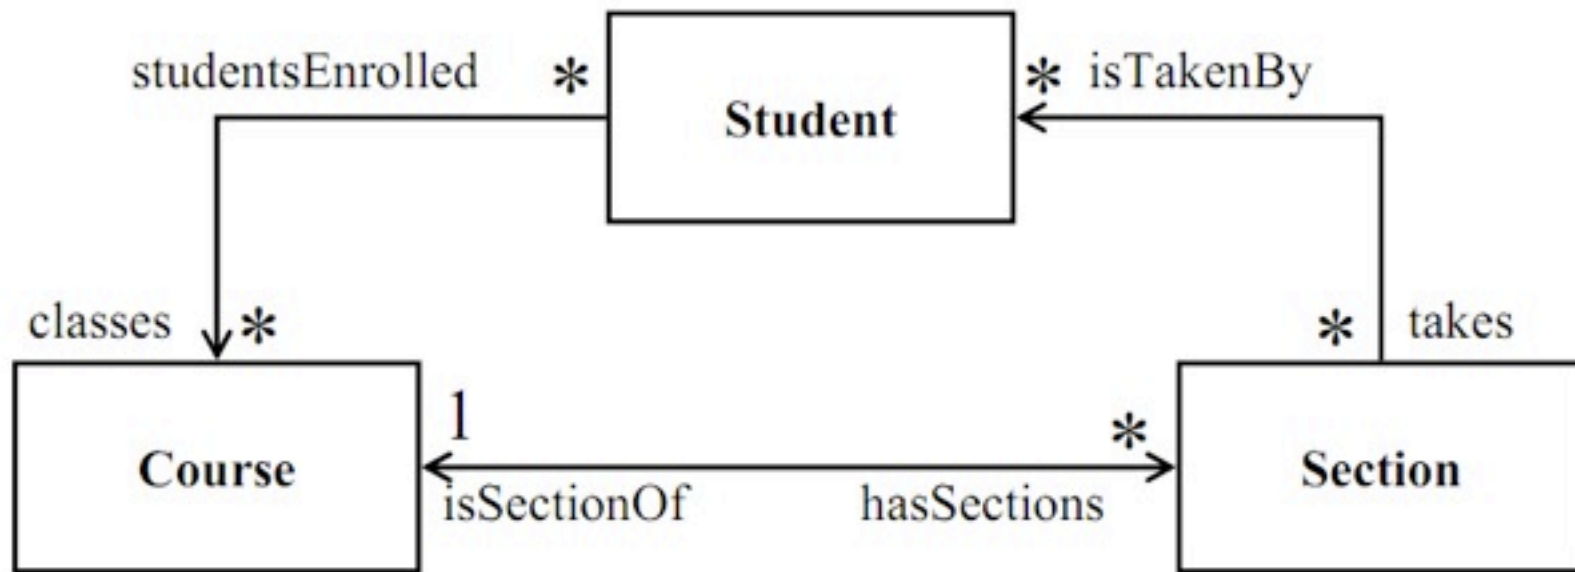 studentsEnrolled * Student * isTakenBy
classes * * takes
Course 1 * Section
isSectionOf hasSections